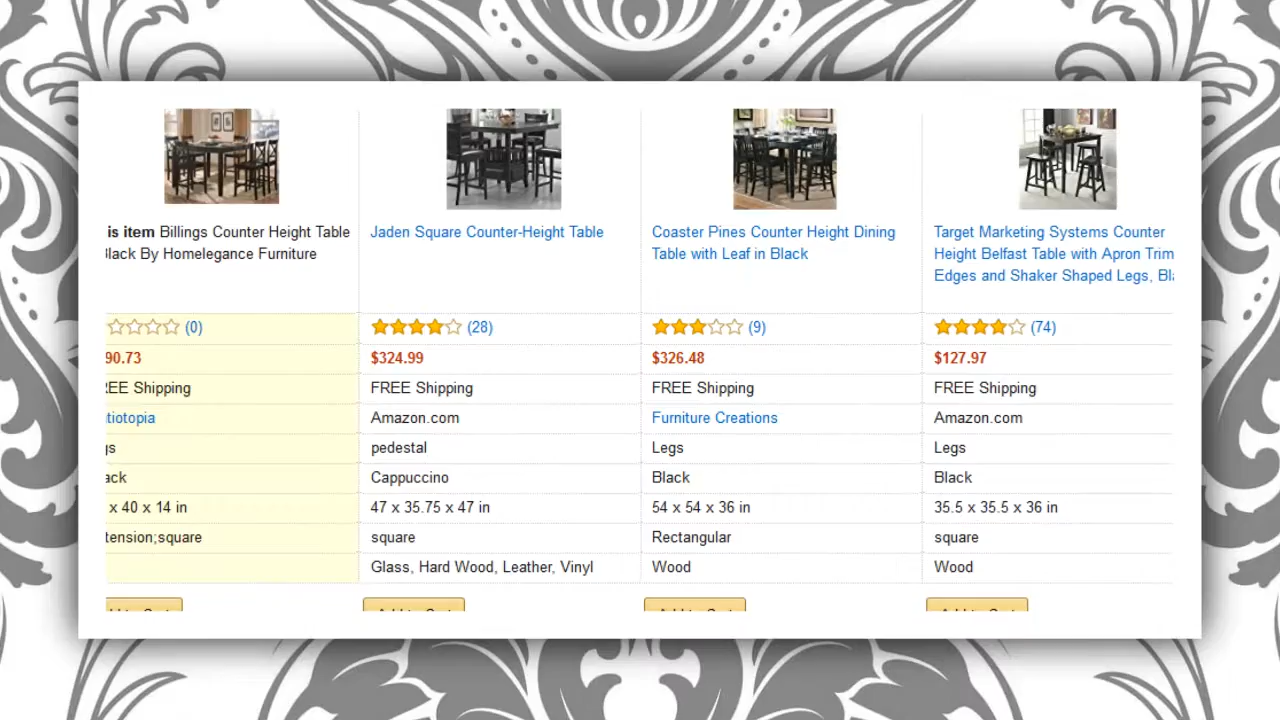 is item Billings Counter Height Table
Black By Homelegance Furniture
Jaden Square Counter-Height Table
Coaster Pines Counter Height Dining
Table with Leaf in Black
Target Marketing Systems Counter
Height Belfast Table with Apron Trim
Edges and Shaker Shaped Legs,
(0) (28) (9) (74)
90.73 $324.99 $326.48 $127.97
REE Shipping FREE Shipping FREE Shipping FREE Shipping
tiotopia Amazon.com Furniture Creations Amazon.com
gs pedestal Legs Legs
ack Cappuccino Black Black
x 40 x 14 in 47 x 35.75 x 47 in 54 x 54 x 36 in 35.5 x 35.5 x 36 in
tension;square square Rectangular square
Glass, Hard Wood, Leather, Vinyl Wood Wood